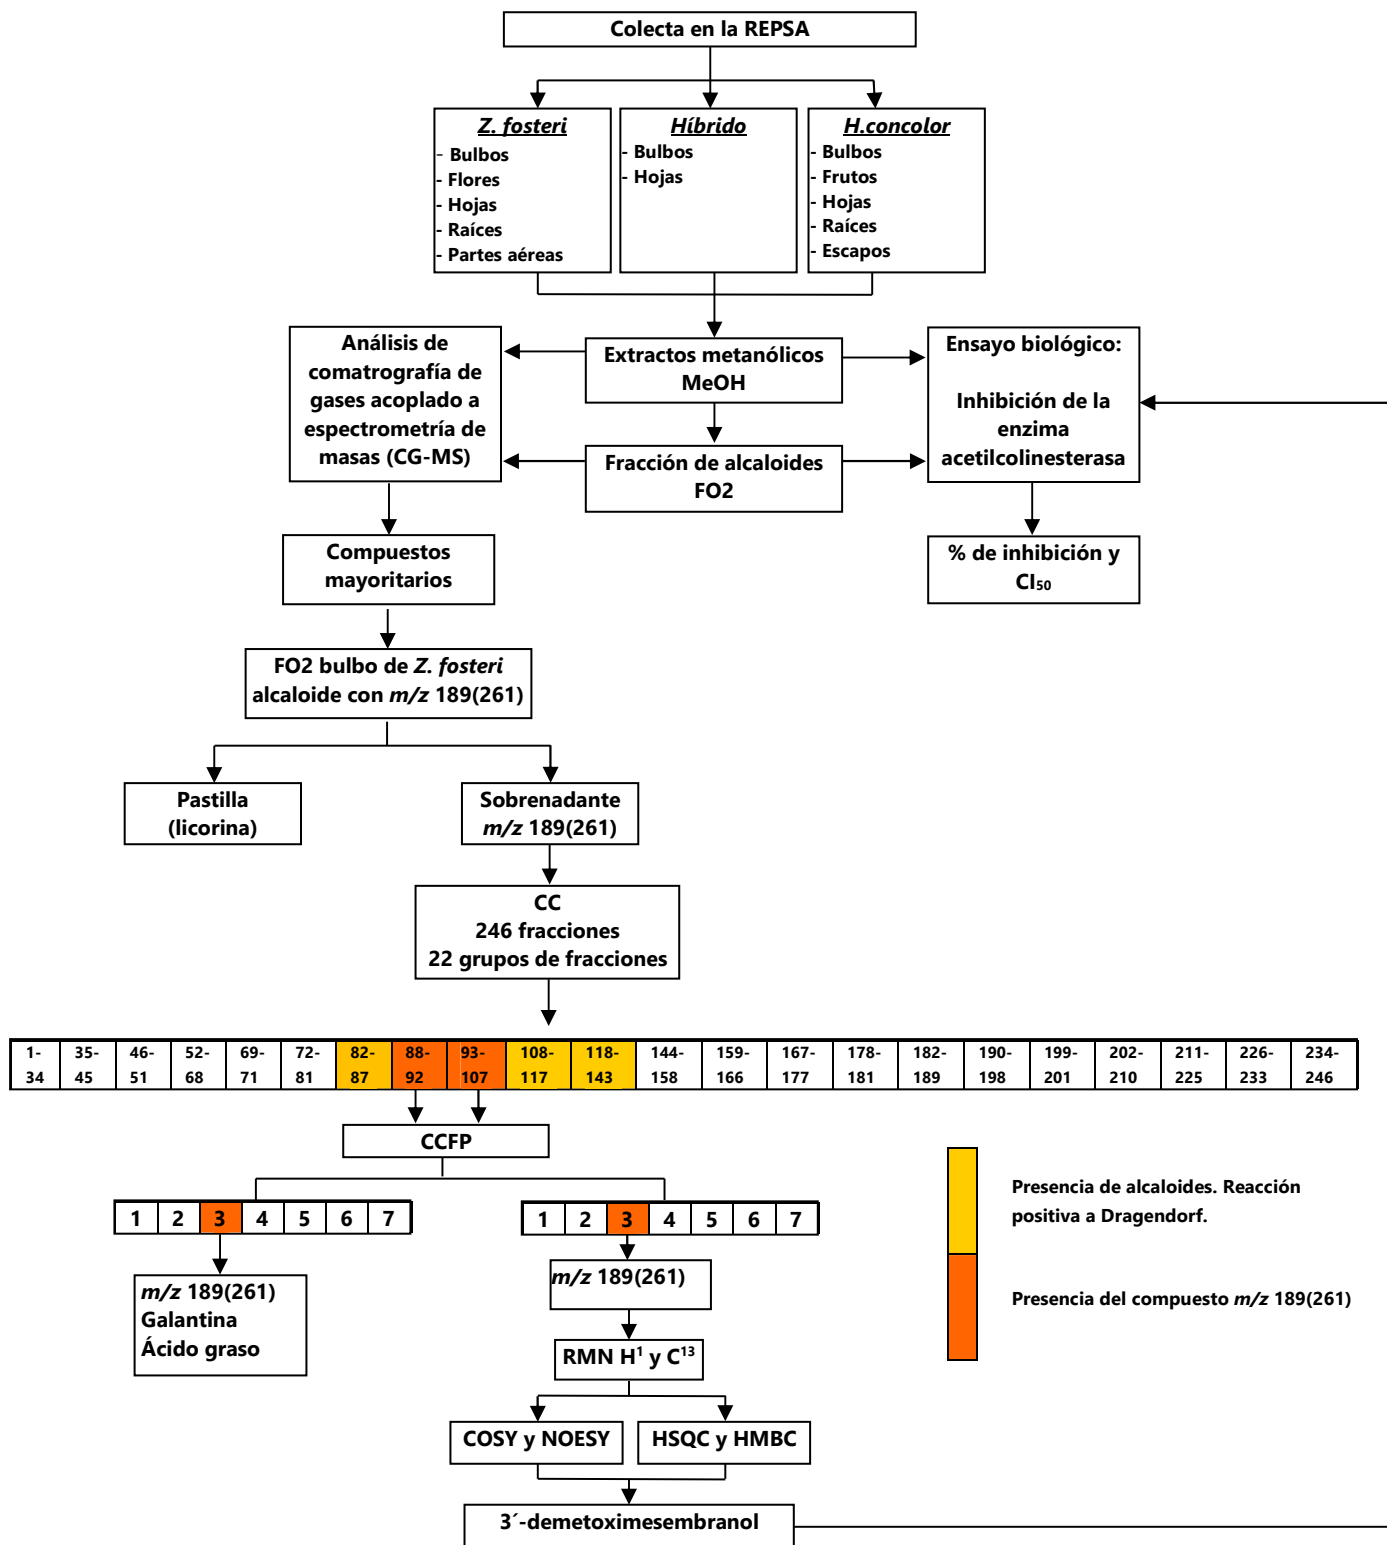 Colecta en la REPSA
Z. fosteri
- Bulbos
- Flores
- Hojas
- Raíces
- Partes aéreas
Híbrido
- Bulbos
- Hojas
H.concolor
- Bulbos
- Frutos
- Hojas
- Raíces
- Escapos
Análisis de
comatrografía de
gases acoplado a
espectrometría de
masas (CG-MS)
Extractos metanólicos
MeOH
Ensayo biológico:
Inhibición de la
enzima
acetilcolinesterasa
Fracción de alcaloides
FO2
Compuestos
mayoritarios
% de inhibición y
CI₅₀
FO2 bulbo de Z. fosteri
alcaloide con m/z 189(261)
Pastilla
(licorina)
Sobrenadante
m/z 189(261)
CC
246 fracciones
22 grupos de fracciones
1- 35- 46- 52- 69- 72- 82- 88- 93- 108- 118- 144- 159- 167- 178- 182- 190- 199- 202- 211- 226- 234-
34 45 51 68 71 81 87 92 107 117 143 158 166 177 181 189 198 201 210 225 233 246
CCFP
1 2 3 4 5 6 7
1 2 3 4 5 6 7
Presencia de alcaloides. Reacción
positiva a Dragendorf.
Presencia del compuesto m/z 189(261)
m/z 189(261)
Galantina
Ácido graso
m/z 189(261)
RMN H¹ y C¹³
COSY y NOESY
HSQC y HMBC
3´-demetoximesembranol